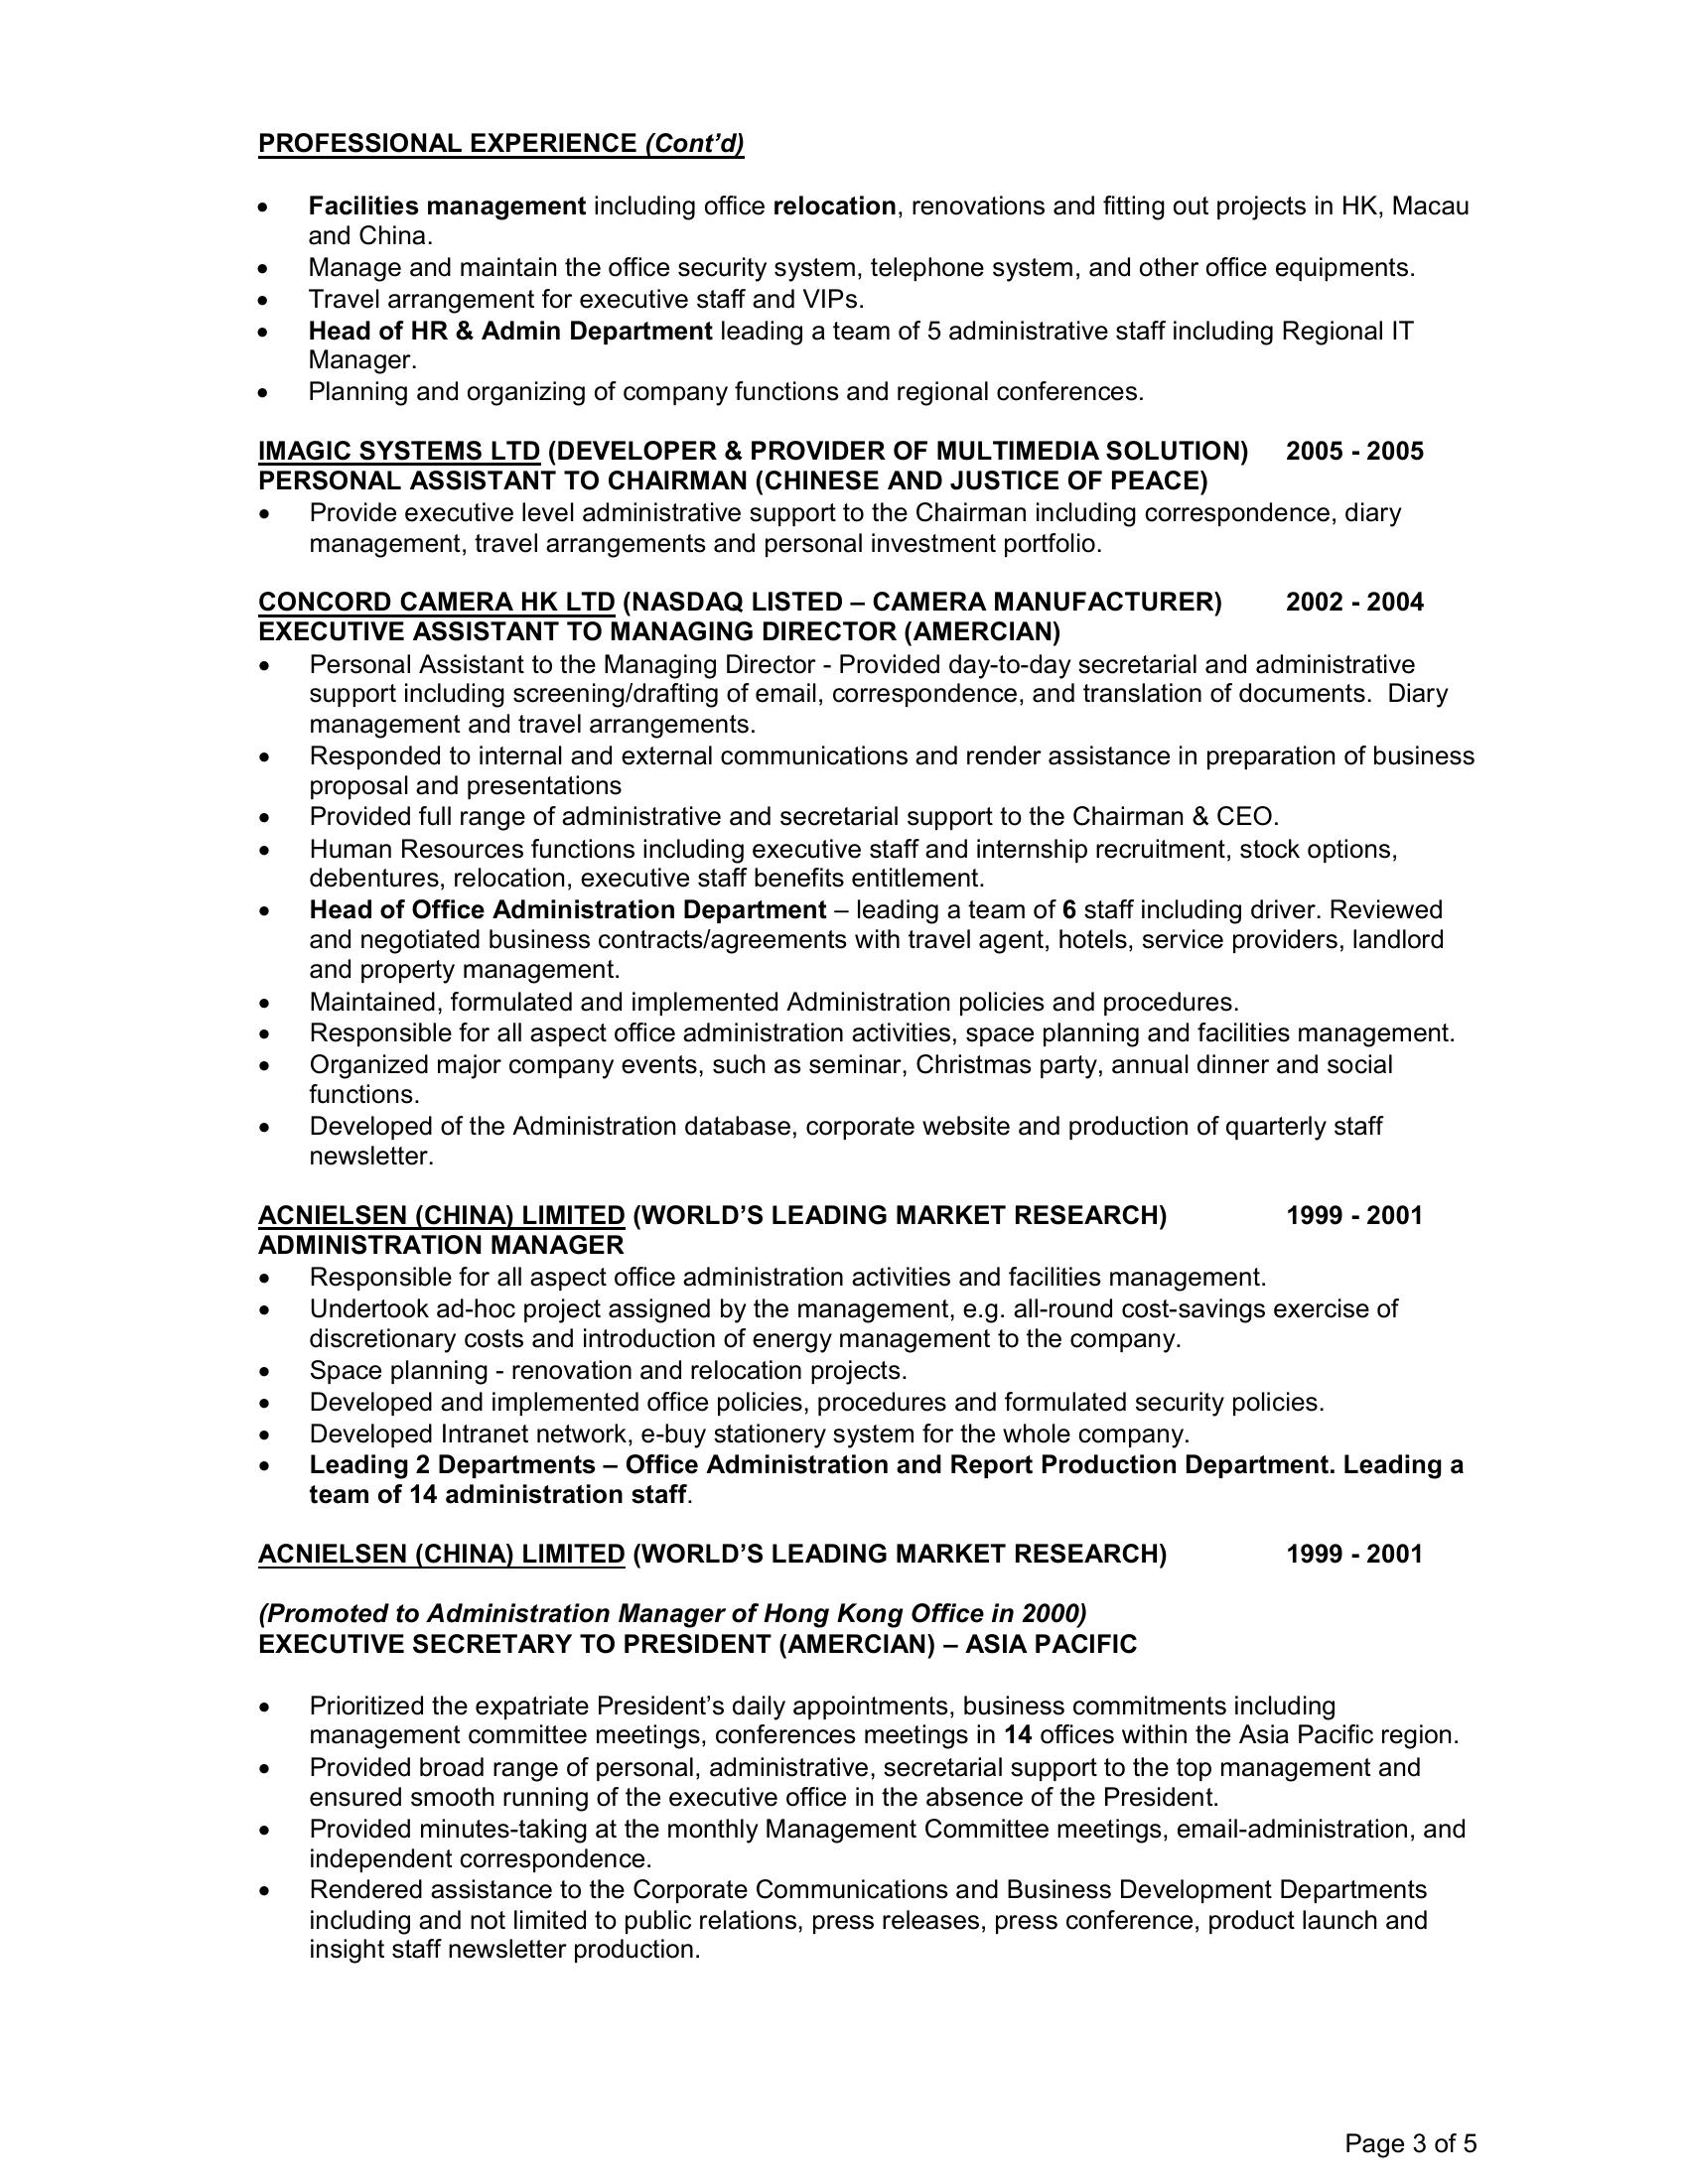 PROFESSIONAL EXPERIENCE (Cont’d)
• Facilities management including office relocation, renovations and fitting out projects in HK, Macau
and China.
• Manage and maintain the office security system, telephone system, and other office equipments.
• Travel arrangement for executive staff and VIPs.
• Head of HR & Admin Department leading a team of 5 administrative staff including Regional IT
Manager.
• Planning and organizing of company functions and regional conferences.
IMAGIC SYSTEMS LTD (DEVELOPER & PROVIDER OF MULTIMEDIA SOLUTION) 2005 - 2005
PERSONAL ASSISTANT TO CHAIRMAN (CHINESE AND JUSTICE OF PEACE)
• Provide executive level administrative support to the Chairman including correspondence, diary
management, travel arrangements and personal investment portfolio.
CONCORD CAMERA HK LTD (NASDAQ LISTED – CAMERA MANUFACTURER) 2002 - 2004
EXECUTIVE ASSISTANT TO MANAGING DIRECTOR (AMERCIAN)
• Personal Assistant to the Managing Director - Provided day-to-day secretarial and administrative
support including screening/drafting of email, correspondence, and translation of documents.  Diary
management and travel arrangements.
• Responded to internal and external communications and render assistance in preparation of business
proposal and presentations
• Provided full range of administrative and secretarial support to the Chairman & CEO.
• Human Resources functions including executive staff and internship recruitment, stock options,
debentures, relocation, executive staff benefits entitlement.
• Head of Office Administration Department – leading a team of 6 staff including driver. Reviewed
and negotiated business contracts/agreements with travel agent, hotels, service providers, landlord
and property management.
• Maintained, formulated and implemented Administration policies and procedures.
• Responsible for all aspect office administration activities, space planning and facilities management.
• Organized major company events, such as seminar, Christmas party, annual dinner and social
functions.
• Developed of the Administration database, corporate website and production of quarterly staff
newsletter.
ACNIELSEN (CHINA) LIMITED (WORLD’S LEADING MARKET RESEARCH) 1999 - 2001
ADMINISTRATION MANAGER
• Responsible for all aspect office administration activities and facilities management.
• Undertook ad-hoc project assigned by the management, e.g. all-round cost-savings exercise of
discretionary costs and introduction of energy management to the company.
• Space planning - renovation and relocation projects.
• Developed and implemented office policies, procedures and formulated security policies.
• Developed Intranet network, e-buy stationery system for the whole company.
• Leading 2 Departments – Office Administration and Report Production Department. Leading a
team of 14 administration staff.
ACNIELSEN (CHINA) LIMITED (WORLD’S LEADING MARKET RESEARCH) 1999 - 2001
(Promoted to Administration Manager of Hong Kong Office in 2000)
EXECUTIVE SECRETARY TO PRESIDENT (AMERCIAN) – ASIA PACIFIC
• Prioritized the expatriate President’s daily appointments, business commitments including
management committee meetings, conferences meetings in 14 offices within the Asia Pacific region.
• Provided broad range of personal, administrative, secretarial support to the top management and
ensured smooth running of the executive office in the absence of the President.
• Provided minutes-taking at the monthly Management Committee meetings, email-administration, and
independent correspondence.
• Rendered assistance to the Corporate Communications and Business Development Departments
including and not limited to public relations, press releases, press conference, product launch and
insight staff newsletter production.
Page 3 of 5